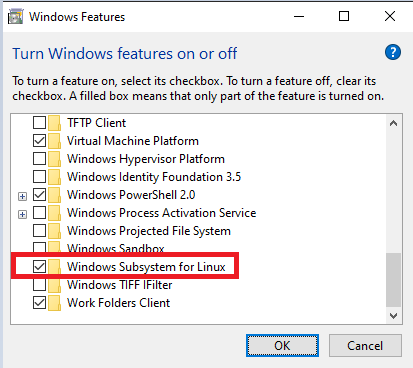 Windows Features
Turn Windows features on or off
?
To turn a feature on, select its checkbox. To turn a feature off, clear its
checkbox. A filled box means that only part of the feature is turned on.
TFTP Client
Virtual Machine Platform
Windows Hypervisor Platform
Windows Identity Foundation 3.5
Windows PowerShell 2.0
Windows Process Activation Service
Windows Projected File System
Windows Sandbox
Windows Subsystem for Linux
Windows TIFF IFilter
Work Folders Client
OK Cancel